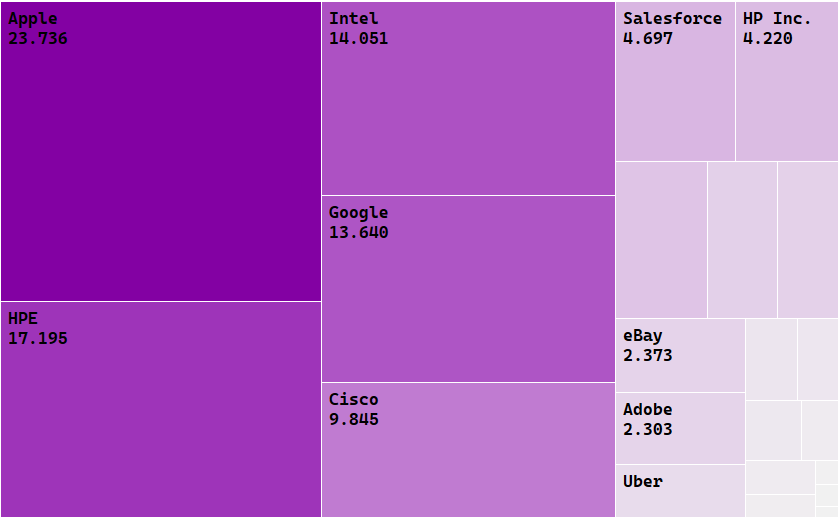 Apple
23.736
HPE
17.195
Intel
14.051
Google
13.640
Cisco
9.845
Salesforce
4.697
HP Inc.
4.220
eBay
2.373
Adobe
2.303
Uber